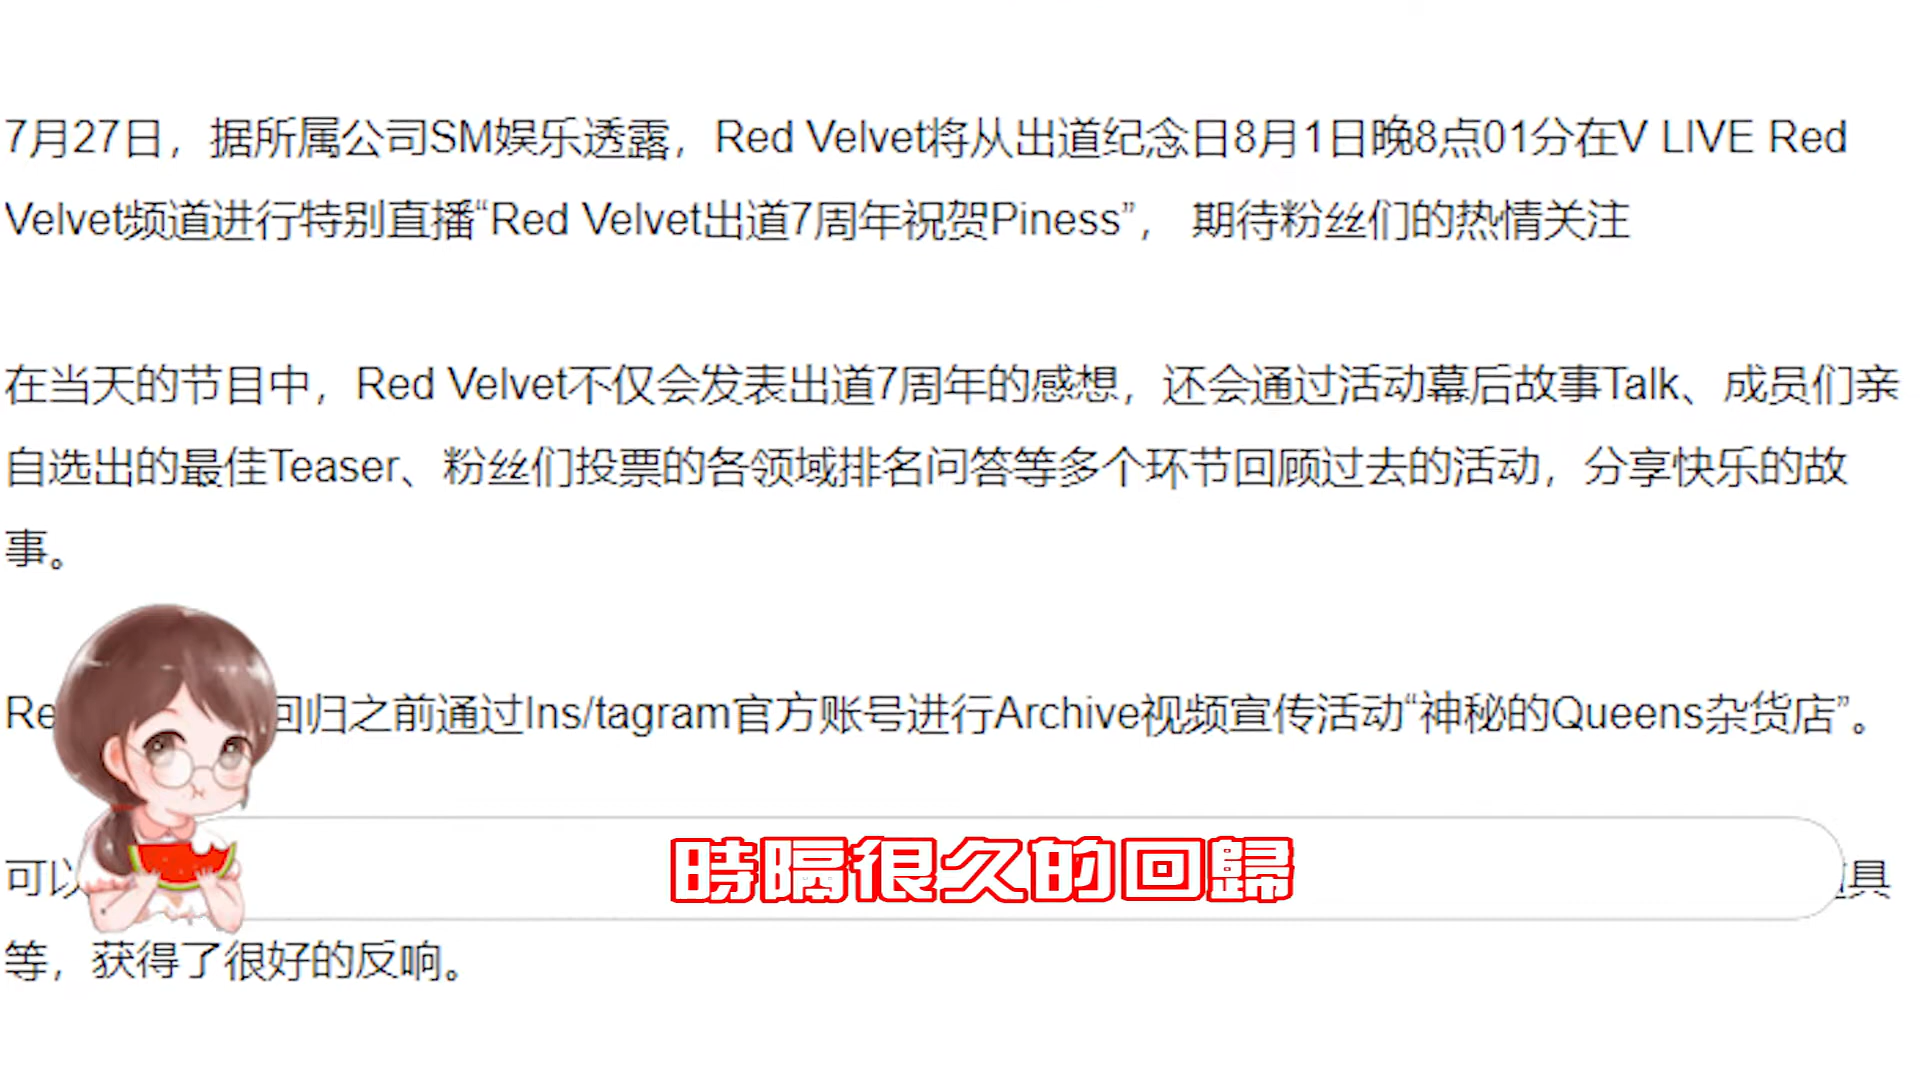 7月27日，据所属公司SM娱乐透露，Red Velvet将从出道纪念日8月1日晚8点01分在V LIVE Red
Velvet频道进行特别直播“Red Velvet出道7周年祝贺Piness”， 期待粉丝们的热情关注
在当天的节目中，Red Velvet不仅会发表出道7周年的感想，还会通过活动幕后故事Talk、成员们亲
自选出的最佳Teaser、粉丝们投票的各领域排名问答等多个环节回顾过去的活动，分享快乐的故
事。
Re 回归之前通过Ins/tagram官方账号进行Archive视频宣传活动“神秘的Queens杂货店”。
可以 具
時隔很久的回歸
等，获得了很好的反响。